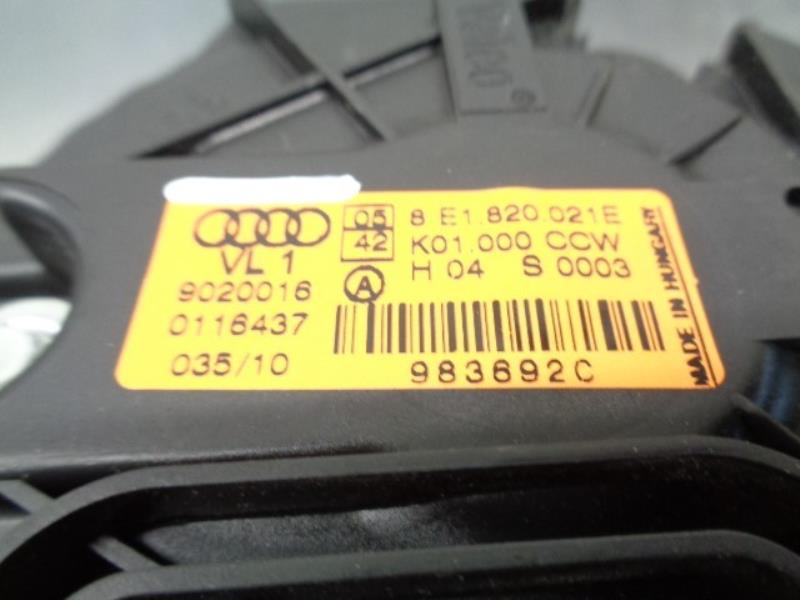 05 8 E1.820.021E
42 K01.000 CCW
VL 1 H 04 S 0003
9020016 A
0116437
035/10 983692C
MADE IN HUNGARY